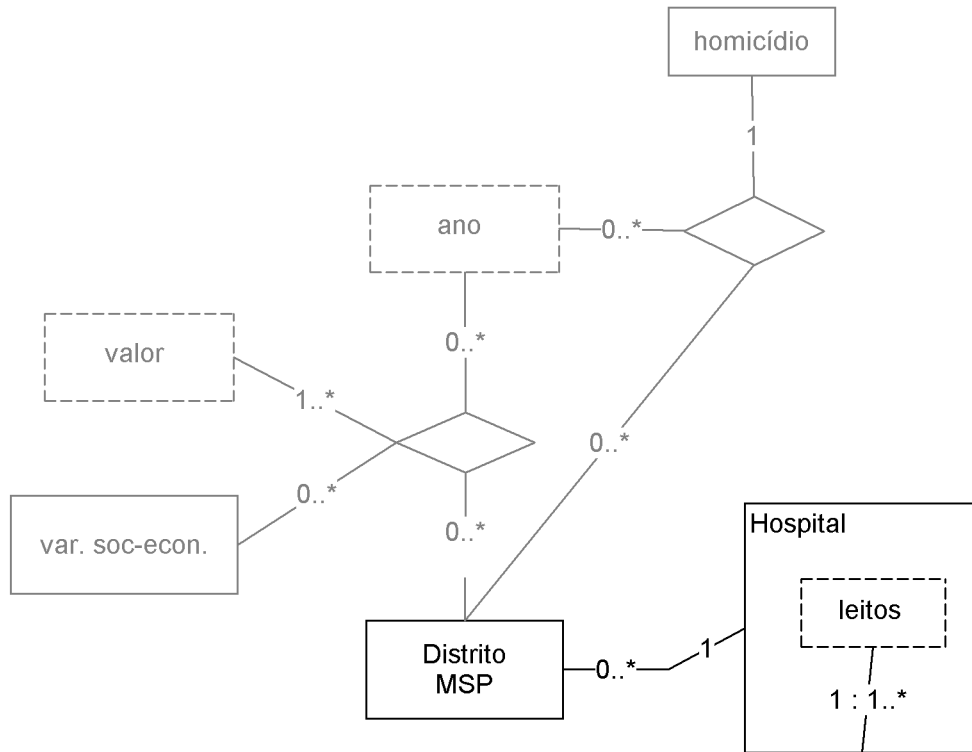 homicídio
1
ano
0..*
0..*
valor
1..*
0..*
0..*
var. soc-econ.
0..*
Hospital
leitos
Distrito
MSP
0..*
1
1 : 1..*